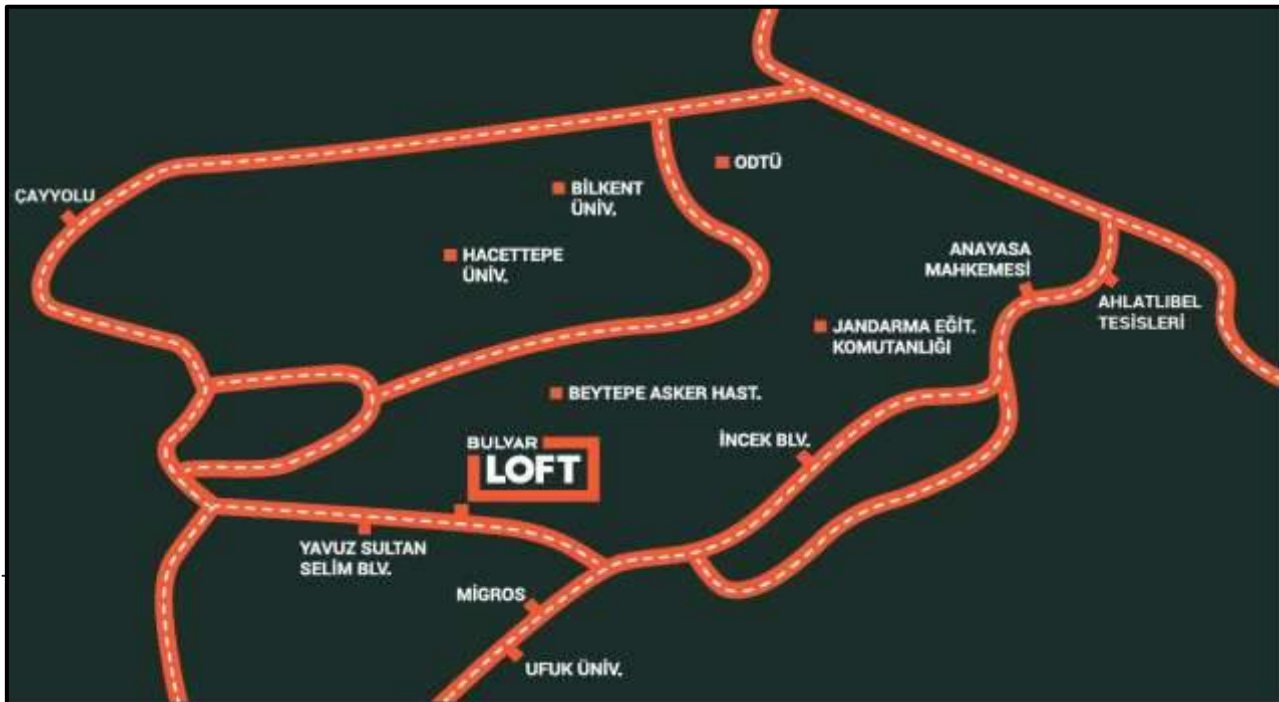 ODTÜ
ÇAYYOLU
BİLKENT
ÜNİV.
HACETTEPE
ÜNİV.
ANAYASA
MAHKEMESİ
AHLATLIBEL
TESİSLERİ
JANDARMA EĞİT.
KOMUTANLIĞI
BEYTEPE ASKER HAST.
BULVAR
LOFT
İNCEK BLV.
YAVUZ SULTAN
SELİM BLV.
MİGROS
UFUK ÜNİV.